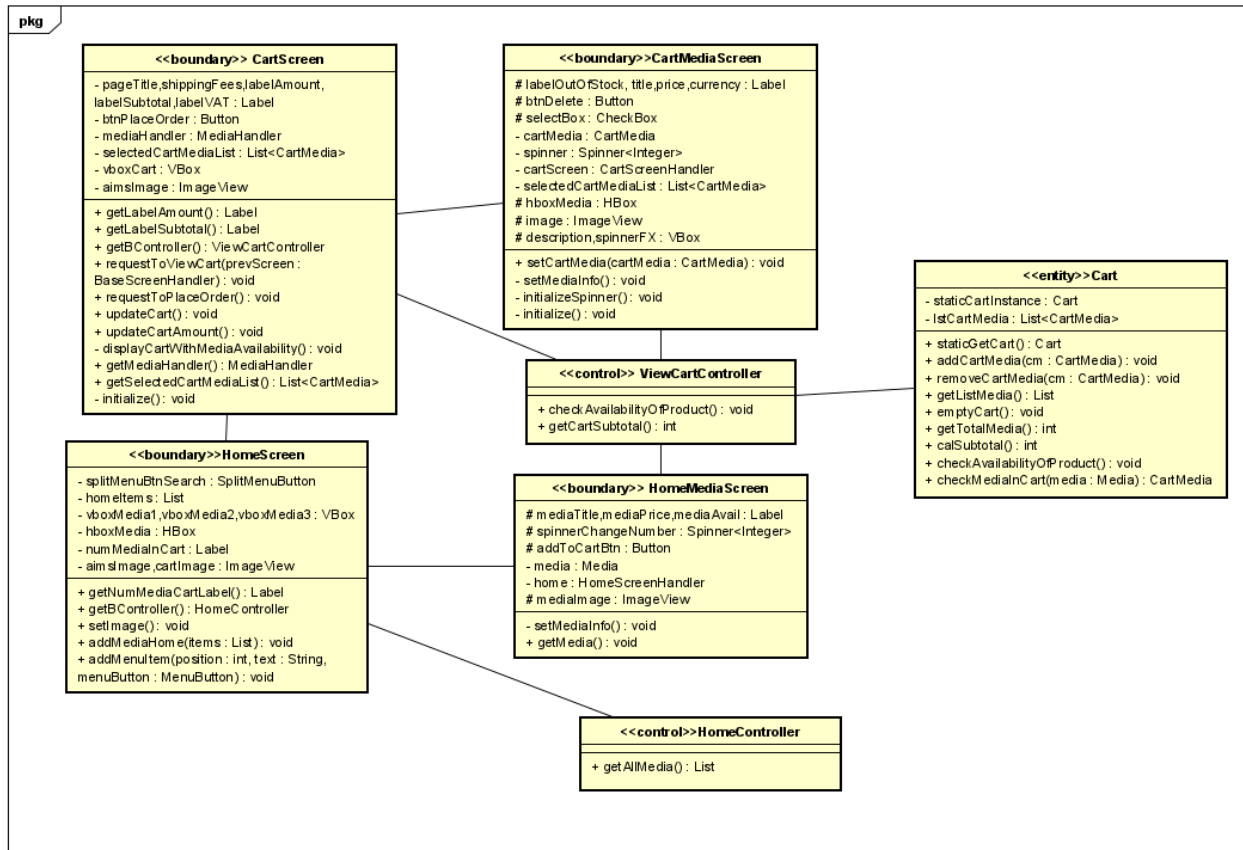 pkg
<<boundary>> CartScreen
- pageTitle,shippingFees,labelAmount,
labelSubtotal,labelVAT : Label
- btnPlaceOrder : Button
- mediaHandler : MediaHandler
- selectedCartMediaList : List<CartMedia>
- vboxCart : VBox
- aimsImage : ImageView
+ getLabelAmount() : Label
+ getLabelSubtotal() : Label
+ getBController() : ViewCartController
+ requestToViewCart(prevScreen :
BaseScreenHandler) : void
+ requestToPlaceOrder() : void
+ updateCart() : void
+ updateCartAmount() : void
- displayCartWithMediaAvailability() : void
+ getMediaHandler() : MediaHandler
+ getSelectedCartMediaList() : List<CartMedia>
- initialize() : void
<<boundary>>CartMediaScreen
# labelOutOfStock, title,price,currency : Label
# btnDelete : Button
# selectBox : CheckBox
- cartMedia : CartMedia
- spinner : Spinner<Integer>
- cartScreen : CartScreenHandler
- selectedCartMediaList : List<CartMedia>
# hboxMedia : HBox
# image : ImageView
# description,spinnerFX : VBox
+ setCartMedia(cartMedia : CartMedia) : void
- setMediaInfo() : void
- initializeSpinner() : void
- initialize() : void
<<entity>>Cart
- staticCartInstance : Cart
- lstCartMedia : List<CartMedia>
+ staticGetCart() : Cart
+ addCartMedia(cm : CartMedia) : void
+ removeCartMedia(cm : CartMedia) : void
+ getListMedia() : List
+ emptyCart() : void
+ getTotalMedia() : int
+ calSubtotal() : int
+ checkAvailabilityOfProduct() : void
+ checkMediaInCart(media : Media) : CartMedia
<<control>> ViewCartController
+ checkAvailabilityOfProduct() : void
+ getCartSubtotal() : int
<<boundary>>HomeScreen
- splitMenuBtnSearch : SplitMenuButton
- homeItems : List
- vboxMedia1,vboxMedia2,vboxMedia3 : VBox
- hboxMedia : HBox
- numMediaInCart : Label
- aimsImage,cartImage : ImageView
+ getNumMediaCartLabel() : Label
+ getBController() : HomeController
+ setImage() : void
+ addMediaHome(items : List) : void
+ addMenuItem(position : int, text : String,
menuButton : MenuButton) : void
<<boundary>> HomeMediaScreen
# mediaTitle,mediaPrice,mediaAvail : Label
# spinnerChangeNumber : Spinner<Integer>
# addToCartBtn : Button
- media : Media
- home : HomeScreenHandler
# mediaImage : ImageView
- setMediaInfo() : void
+ getMedia() : void
<<control>>HomeController
+ getAllMedia() : List